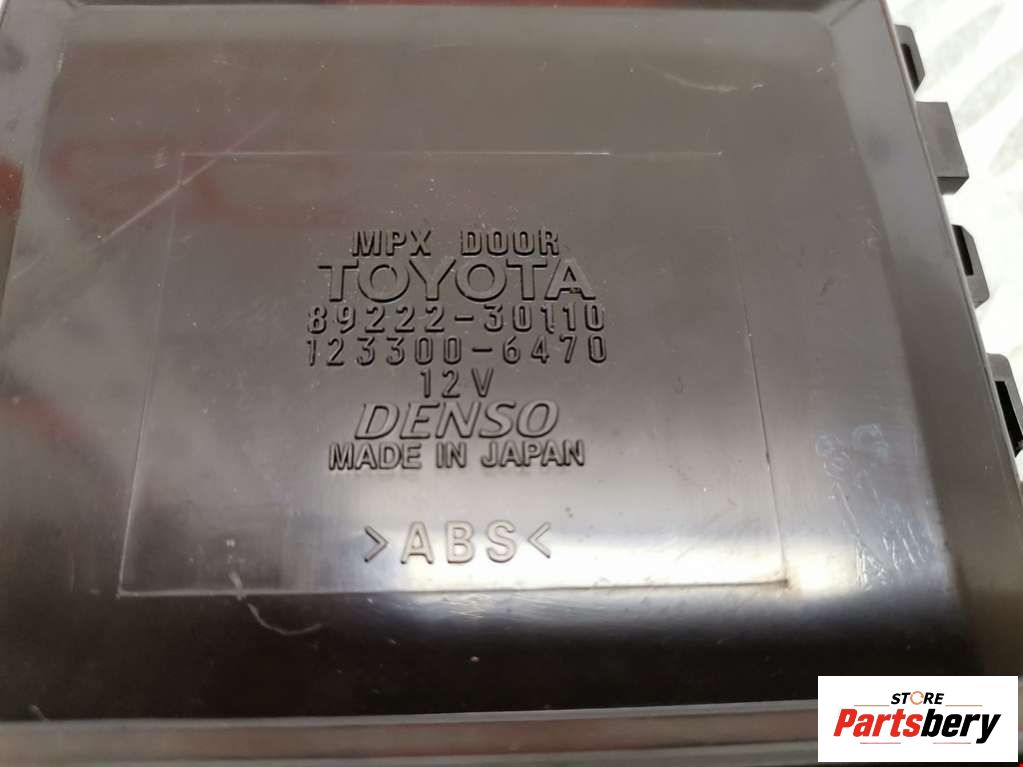 MPX DOOR
TOYOTA
89222-30110
123300-6470
12V
DENSO
MADE IN JAPAN
>ABS<
STORE
Partsbery